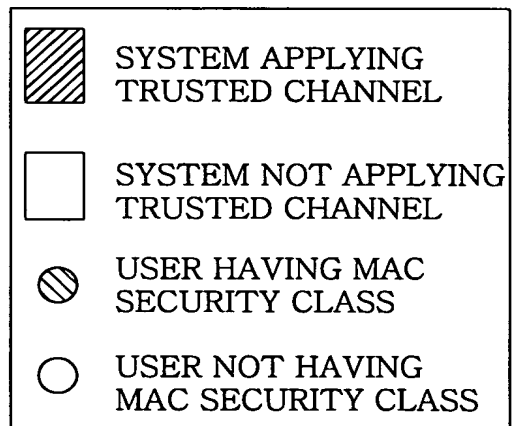 SYSTEM APPLYING
TRUSTED CHANNEL
SYSTEM NOT APPLYING
TRUSTED CHANNEL
USER HAVING MAC
SECURITY CLASS
USER NOT HAVING
MAC SECURITY CLASS